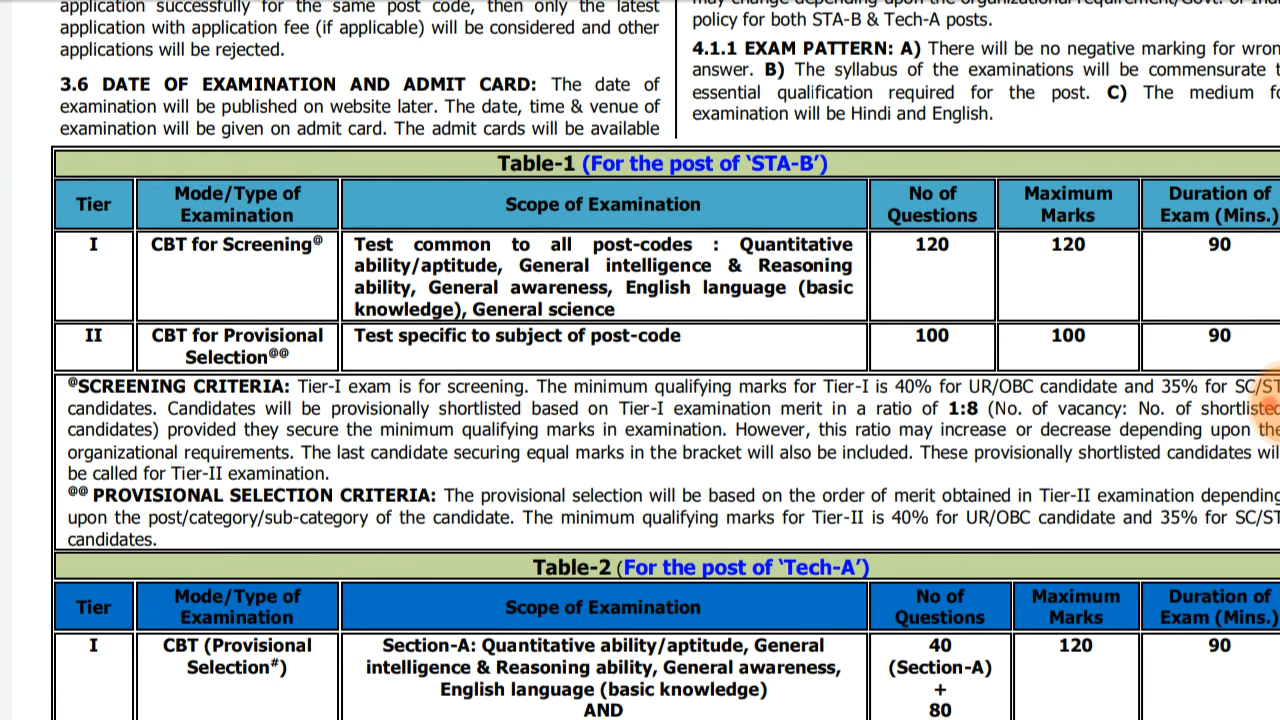 application successfully for the same post code, then only the latest
application with application fee (if applicable) will be considered and other
applications will be rejected.
3.6 DATE OF EXAMINATION AND ADMIT CARD: The date of
examination will be published on website later. The date, time & venue of
examination will be given on admit card. The admit cards will be available
may change depending upon the organizational requirement/Govt. of
policy for both STA-B & Tech-A posts.
4.1.1 EXAM PATTERN: A) There will be no negative marking for wron
answer. B) The syllabus of the examinations will be commensurate t
essential qualification required for the post. C) The medium fo
examination will be Hindi and English.
Table-1 (For the post of ‘STA-B’)
Tier Mode/Type of Examination Scope of Examination No of Questions Maximum Marks Duration of Exam (Mins.)
I CBT for Screening@ Test common to all post-codes : Quantitative 120 120 90
ability/aptitude, General intelligence & Reasoning
ability, General awareness, English language (basic
knowledge), General science
II CBT for Provisional Test specific to subject of post-code 100 100 90
Selection@@
@SCREENING CRITERIA: Tier-I exam is for screening. The minimum qualifying marks for Tier-I is 40% for UR/OBC candidate and 35% for SC/ST
candidates. Candidates will be provisionally shortlisted based on Tier-I examination merit in a ratio of 1:8 (No. of vacancy: No. of shortlisted
candidates) provided they secure the minimum qualifying marks in examination. However, this ratio may increase or decrease depending upon the
organizational requirements. The last candidate securing equal marks in the bracket will also be included. These provisionally shortlisted candidates wil
be called for Tier-II examination.
@@ PROVISIONAL SELECTION CRITERIA: The provisional selection will be based on the order of merit obtained in Tier-II examination depending
upon the post/category/sub-category of the candidate. The minimum qualifying marks for Tier-II is 40% for UR/OBC candidate and 35% for SC/ST
candidates.
Table-2 (For the post of ‘Tech-A’)
Tier Mode/Type of Examination Scope of Examination No of Questions Maximum Marks Duration of Exam (Mins.)
I CBT (Provisional Section-A: Quantitative ability/aptitude, General 40 120 90
Selection#) intelligence & Reasoning ability, General awareness, (Section-A)
English language (basic knowledge) +
AND 80